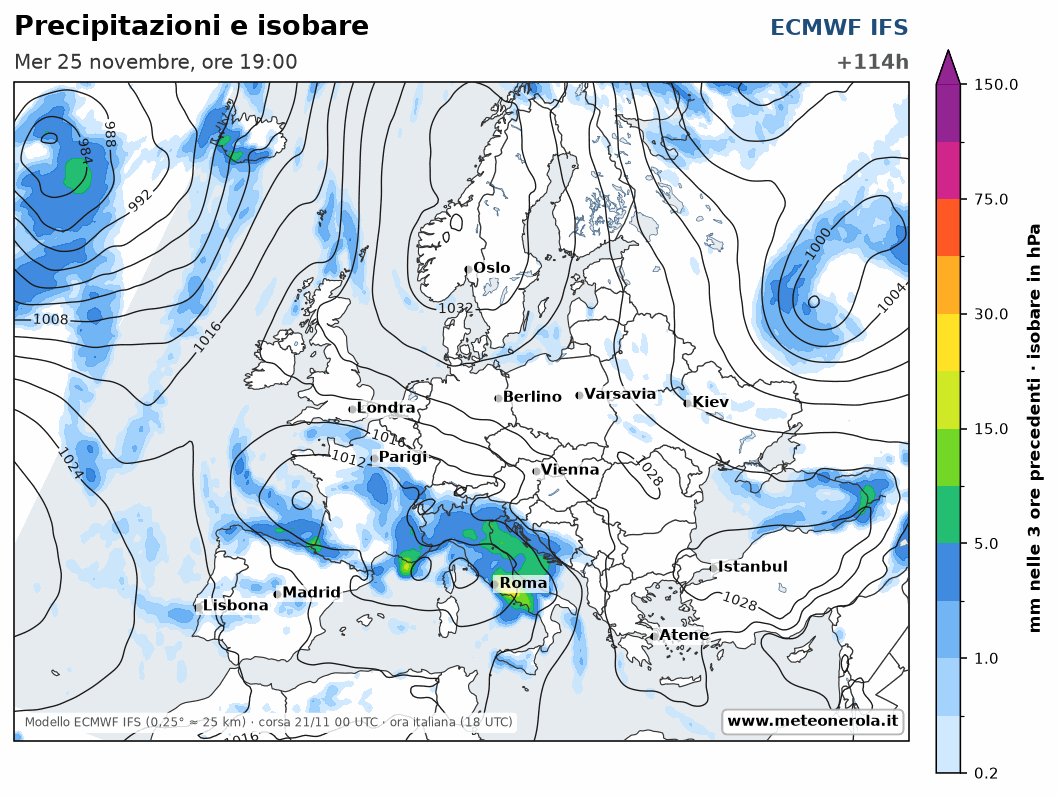 Precipitazioni e isobare
ECMWF IFS
Mer 25 novembre, ore 19:00
+114h
150.0
75.0
30.0
15.0
5.0
1.0
0.2
mm nelle 3 ore precedenti · isobare in hPa
988
984
992
1000
1004
1008
1016
1032
1024
1016
1012
028
1028
1016
Oslo
Londra
Berlino
Varsavia
Kiev
Parigi
Vienna
Istanbul
Roma
Madrid
Lisbona
Atene
Modello ECMWF IFS (0,25° ≈ 25 km) · corsa 21/11 00 UTC · ora italiana (18 UTC)
www.meteonerola.it